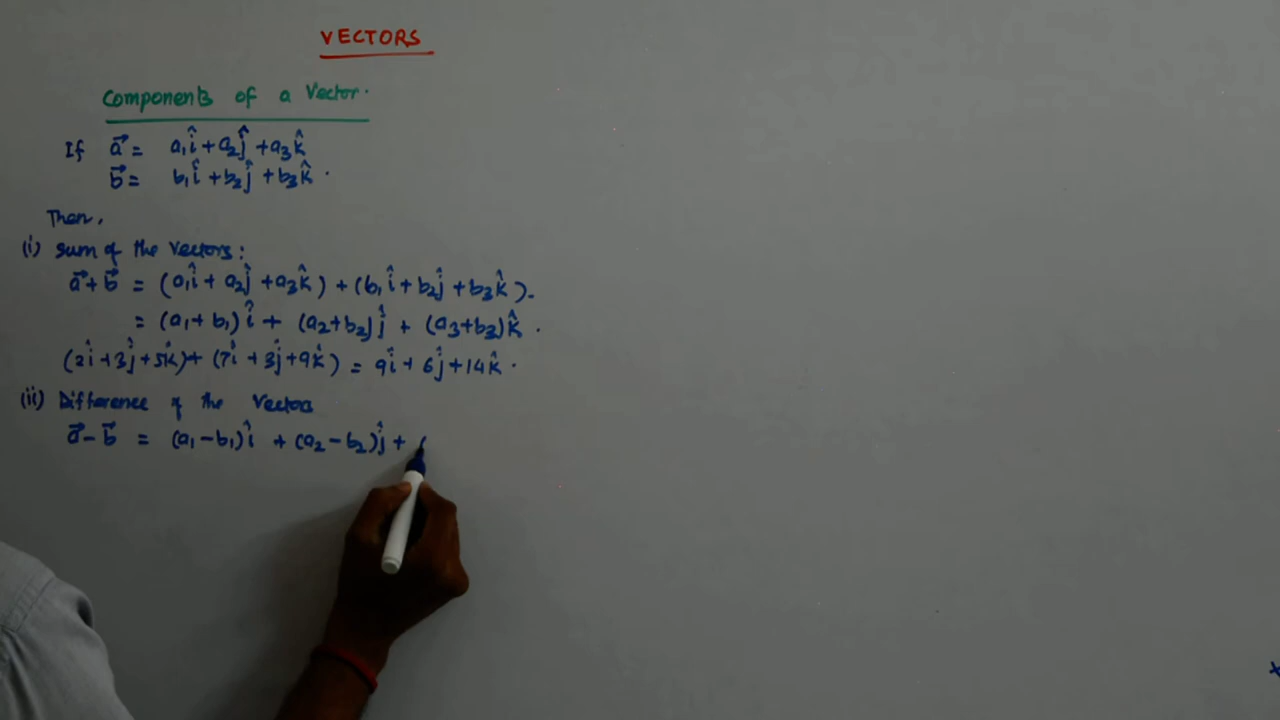 VECTORS
Components of a Vector.
If a⃗ = a₁î + a₂ĵ + a₃k̂
b⃗ = b₁î + b₂ĵ + b₃k̂ .
Then,
(i) Sum of the Vectors:
a⃗ + b⃗ = (a₁î + a₂ĵ + a₃k̂) + (b₁î + b₂ĵ + b₃k̂).
= (a₁+b₁)î + (a₂+b₂)ĵ + (a₃+b₃)k̂ .
(2î + 3ĵ + 5k̂) + (7î + 3ĵ + 9k̂) = 9î + 6ĵ + 14k̂ .
(ii) Difference of the Vectors
a⃗ - b⃗ = (a₁ - b₁)î + (a₂ - b₂)ĵ + (